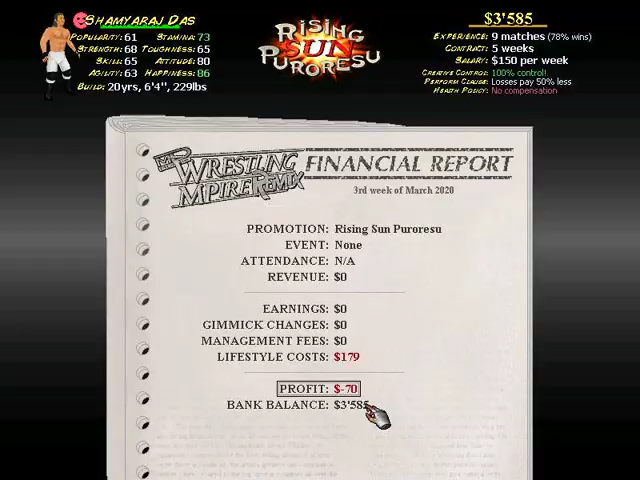 Shamyaraj Das
Popularity: 61 Stamina: 73
Strength: 68 Toughness: 65
Skill: 65 Attitude: 80
Agility: 63 Happiness: 86
Build: 20yrs, 6'4", 229lbs
Rising
Sun
Puroresu
$3'585
Experience: 9 matches (78% wins)
Contract: 5 weeks
Salary: $150 per week
Creative Control: 100% control!
Perform Clause: Losses pay 50% less
Health Policy: No compensation
Wrestling
MPire Remix
FINANCIAL REPORT
3rd week of March 2020
PROMOTION: Rising Sun Puroresu
EVENT: None
ATTENDANCE: N/A
REVENUE: $0
EARNINGS: $0
GIMMICK CHANGES: $0
MANAGEMENT FEES: $0
LIFESTYLE COSTS: $179
PROFIT: $-70
BANK BALANCE: $3'585